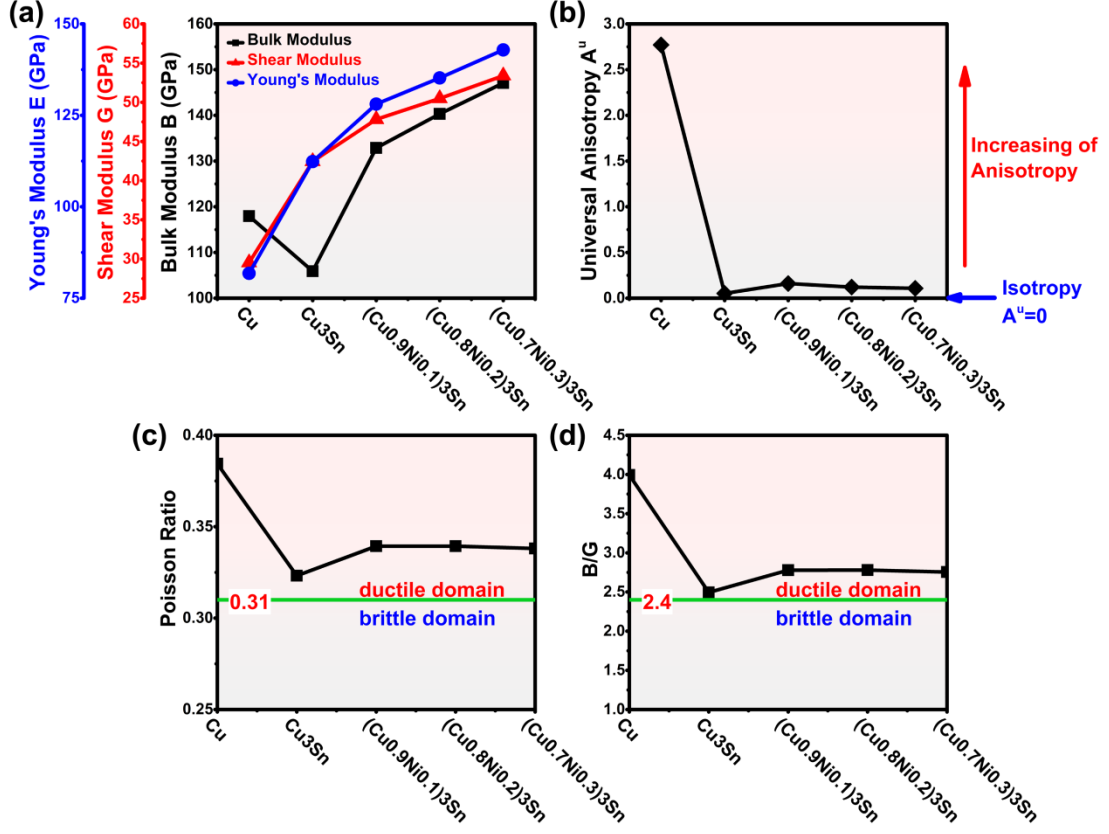 (a)
Young's Modulus E (GPa)
150
125
100
75
Shear Modulus G (GPa)
60
55
50
45
40
35
30
25
Bulk Modulus B (GPa)
160
150
140
130
120
110
100
Bulk Modulus
Shear Modulus
Young's Modulus
Cu
Cu3Sn
(Cu0.9Ni0.1)3Sn
(Cu0.8Ni0.2)3Sn
(Cu0.7Ni0.3)3Sn
(b)
Universal Anisotropy Aᵘ
3.0
2.5
2.0
1.5
1.0
0.5
0.0
Increasing of
Anisotropy
Isotropy
Aᵘ=0
Cu
Cu3Sn
(Cu0.9Ni0.1)3Sn
(Cu0.8Ni0.2)3Sn
(Cu0.7Ni0.3)3Sn
(c)
Poisson Ratio
0.40
0.35
0.30
0.25
0.31
ductile domain
brittle domain
Cu
Cu3Sn
(Cu0.9Ni0.1)3Sn
(Cu0.8Ni0.2)3Sn
(Cu0.7Ni0.3)3Sn
(d)
B/G
4.5
4.0
3.5
3.0
2.5
2.0
1.5
1.0
2.4
ductile domain
brittle domain
Cu
Cu3Sn
(Cu0.9Ni0.1)3Sn
(Cu0.8Ni0.2)3Sn
(Cu0.7Ni0.3)3Sn